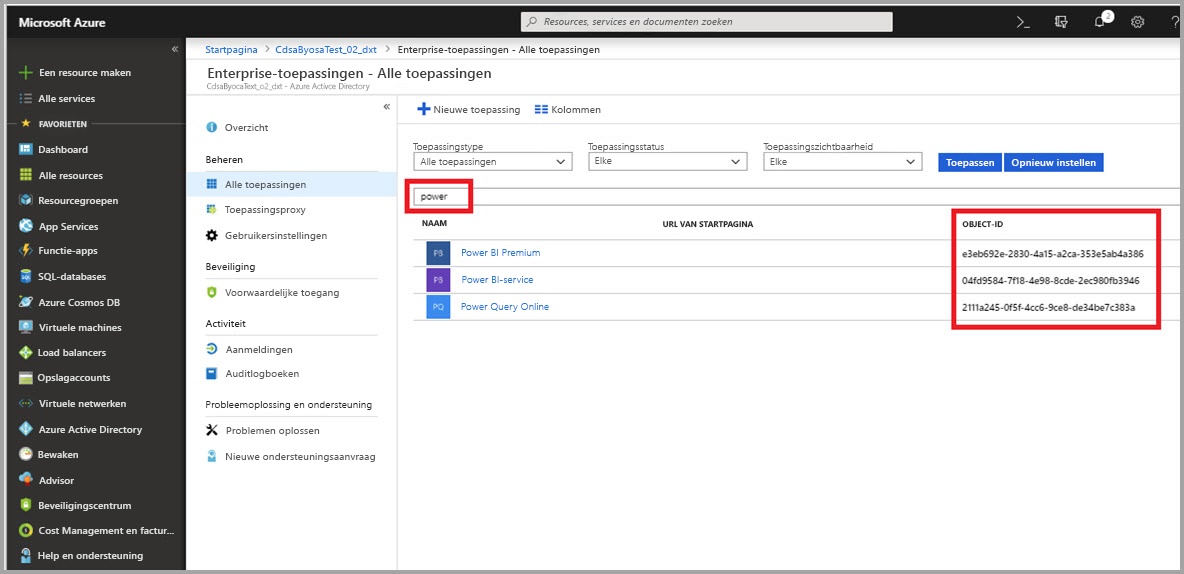 Microsoft Azure
Resources, services en documenten zoeken
2
?
«
Een resource maken
Alle services
FAVORIETEN
Dashboard
Alle resources
Resourcegroepen
App Services
Functie-apps
SQL-databases
Azure Cosmos DB
Virtuele machines
Load balancers
Opslagaccounts
Virtuele netwerken
Azure Active Directory
Bewaken
Advisor
Beveiligingscentrum
Cost Management en factur...
Help en ondersteuning
Startpagina > CdsaByosaTest_02_dxt > Enterprise-toepassingen - Alle toepassingen
Enterprise-toepassingen - Alle toepassingen
CdsaByocaText_o2_dxt - Azure Activce Directory
«
Overzicht
Beheren
Alle toepassingen
Toepassingsproxy
Gebruikersinstellingen
Beveiliging
Voorwaardelijke toegang
Activiteit
Aanmeldingen
Auditlogboeken
Probleemoplossing en ondersteuning
Problemen oplossen
Nieuwe ondersteuningsaanvraag
Nieuwe toepassing Kolommen
Toepassingstype Toepassingsstatus Toepassingszichtbaarheid
Alle toepassingen Elke Elke Toepassen Opnieuw instellen
power
NAAM URL VAN STARTPAGINA OBJECT-ID
PB Power BI Premium e3eb692e-2830-4a15-a2ca-353e5ab4a386
PB Power BI-service 04fd9584-7f18-4e98-8cde-2ec980fb3946
PQ Power Query Online 2111a245-0f5f-4cc6-9ce8-de34be7c383a